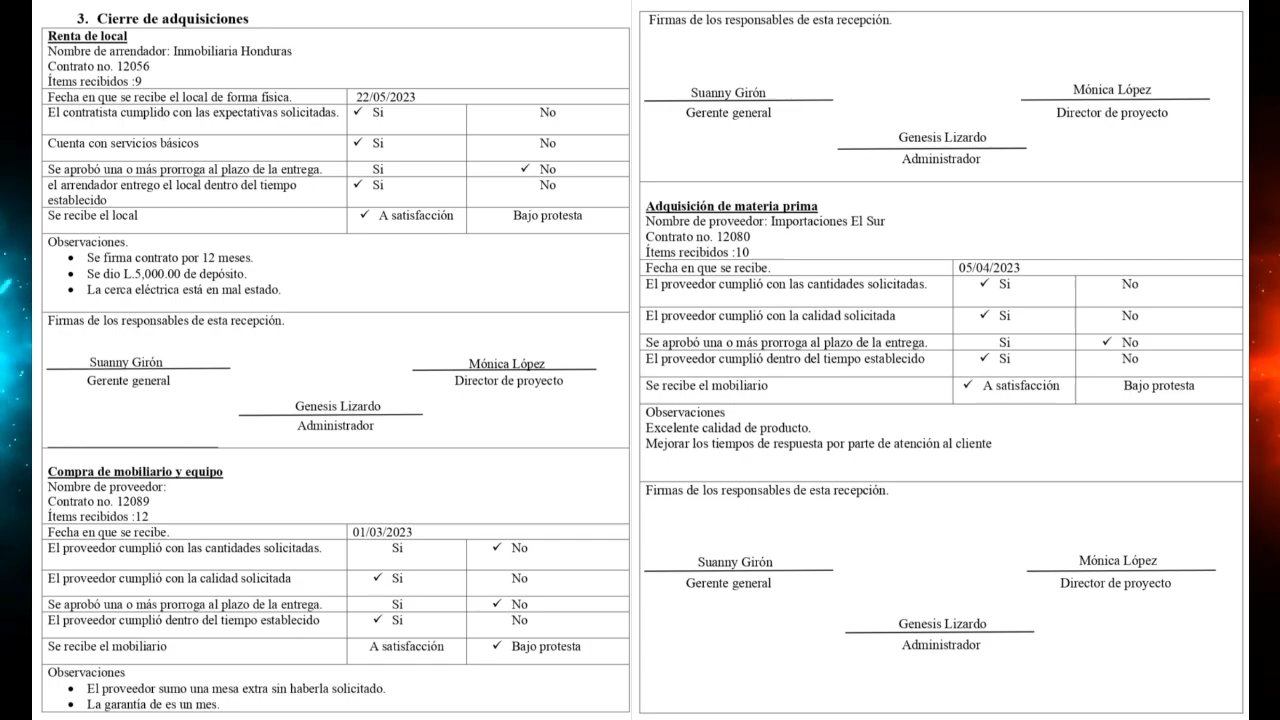 3. Cierre de adquisiciones
Renta de local
Nombre de arrendador: Inmobiliaria Honduras
Contrato no. 12056
Ítems recibidos :9
Fecha en que se recibe el local de forma física. 22/05/2023
El contratista cumplido con las expectativas solicitadas. ✓ Si No
Cuenta con servicios básicos ✓ Si No
Se aprobó una o más prorroga al plazo de la entrega. Si ✓ No
el arrendador entrego el local dentro del tiempo ✓ Si No
establecido
Se recibe el local ✓ A satisfacción Bajo protesta
Observaciones.
• Se firma contrato por 12 meses.
• Se dio L.5,000.00 de depósito.
• La cerca eléctrica está en mal estado.
Firmas de los responsables de esta recepción.
Suanny Girón Mónica López
Gerente general Director de proyecto
Genesis Lizardo
Administrador
Compra de mobiliario y equipo
Nombre de proveedor:
Contrato no. 12089
Ítems recibidos :12
Fecha en que se recibe. 01/03/2023
El proveedor cumplió con las cantidades solicitadas. Si ✓ No
El proveedor cumplió con la calidad solicitada ✓ Si No
Se aprobó una o más prorroga al plazo de la entrega. Si ✓ No
El proveedor cumplió dentro del tiempo establecido ✓ Si No
Se recibe el mobiliario A satisfacción ✓ Bajo protesta
Observaciones
• El proveedor sumo una mesa extra sin haberla solicitado.
• La garantía de es un mes.
Firmas de los responsables de esta recepción.
Suanny Girón Mónica López
Gerente general Director de proyecto
Genesis Lizardo
Administrador
Adquisición de materia prima
Nombre de proveedor: Importaciones El Sur
Contrato no. 12080
Ítems recibidos :10
Fecha en que se recibe. 05/04/2023
El proveedor cumplió con las cantidades solicitadas. ✓ Si No
El proveedor cumplió con la calidad solicitada ✓ Si No
Se aprobó una o más prorroga al plazo de la entrega. Si ✓ No
El proveedor cumplió dentro del tiempo establecido ✓ Si No
Se recibe el mobiliario ✓ A satisfacción Bajo protesta
Observaciones
Excelente calidad de producto.
Mejorar los tiempos de respuesta por parte de atención al cliente
Firmas de los responsables de esta recepción.
Suanny Girón Mónica López
Gerente general Director de proyecto
Genesis Lizardo
Administrador